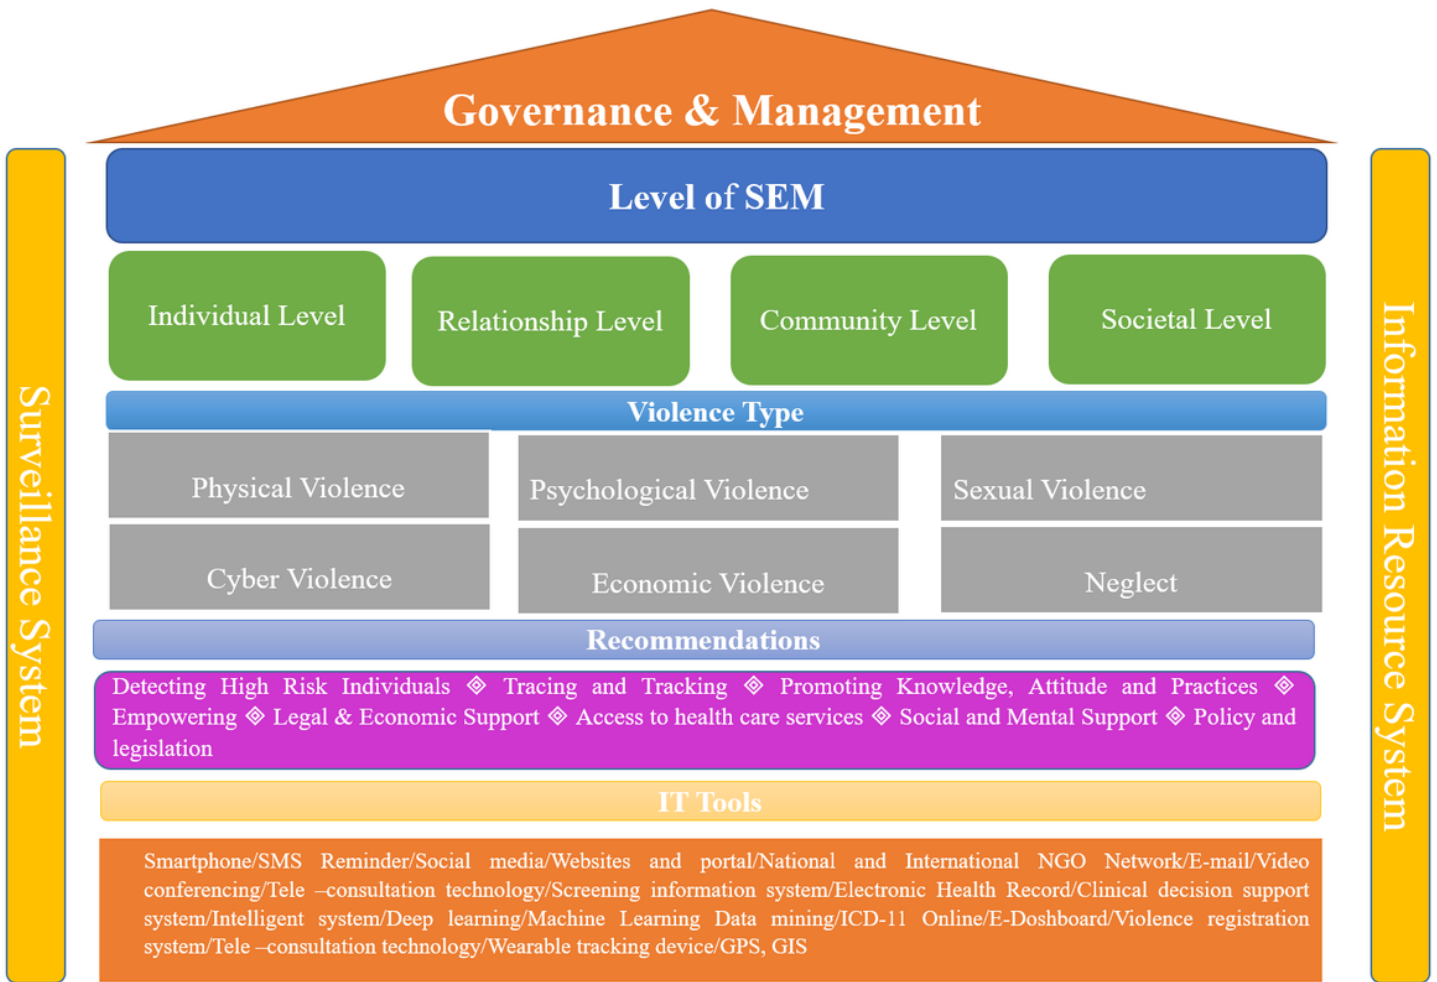 Governance & Management
Level of SEM
Individual Level
Relationship Level
Community Level
Societal Level
Violence Type
Physical Violence
Psychological Violence
Sexual Violence
Cyber Violence
Economic Violence
Neglect
Recommendations
Detecting High Risk Individuals ◈ Tracing and Tracking ◈ Promoting Knowledge, Attitude and Practices ◈
Empowering ◈ Legal & Economic Support ◈ Access to health care services ◈ Social and Mental Support ◈ Policy and
legislation
IT Tools
Smartphone/SMS Reminder/Social media/Websites and portal/National and International NGO Network/E-mail/Video
conferencing/Tele –consultation technology/Screening information system/Electronic Health Record/Clinical decision support
system/Intelligent system/Deep learning/Machine Learning Data mining/ICD-11 Online/E-Doshboard/Violence registration
system/Tele –consultation technology/Wearable tracking device/GPS, GIS
Surveillance System
Information Resource System